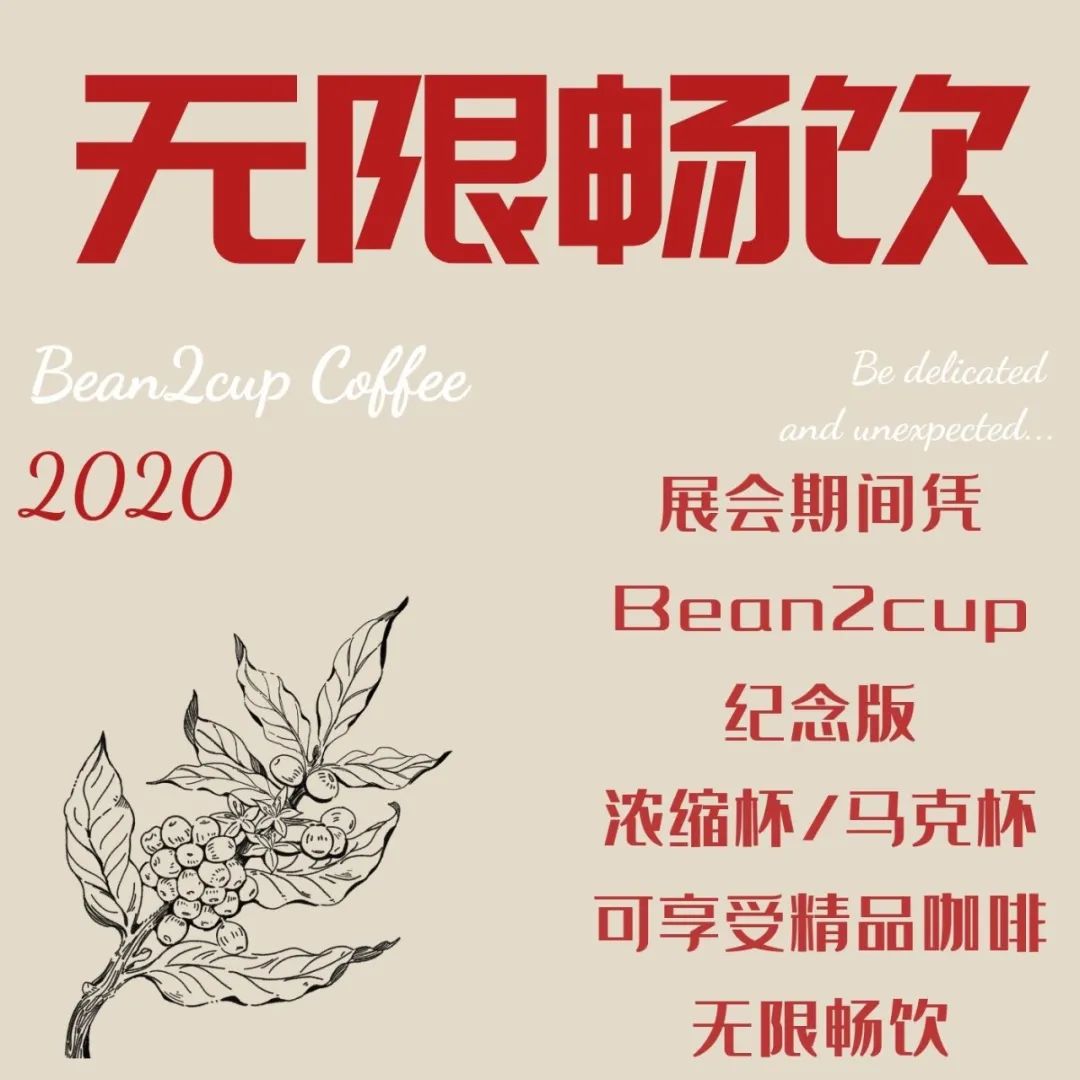 无限畅饮
Bean2cup Coffee
2020
Be delicated
and unexpected...
展会期间凭
Bean2cup
纪念版
浓缩杯/马克杯
可享受精品咖啡
无限畅饮